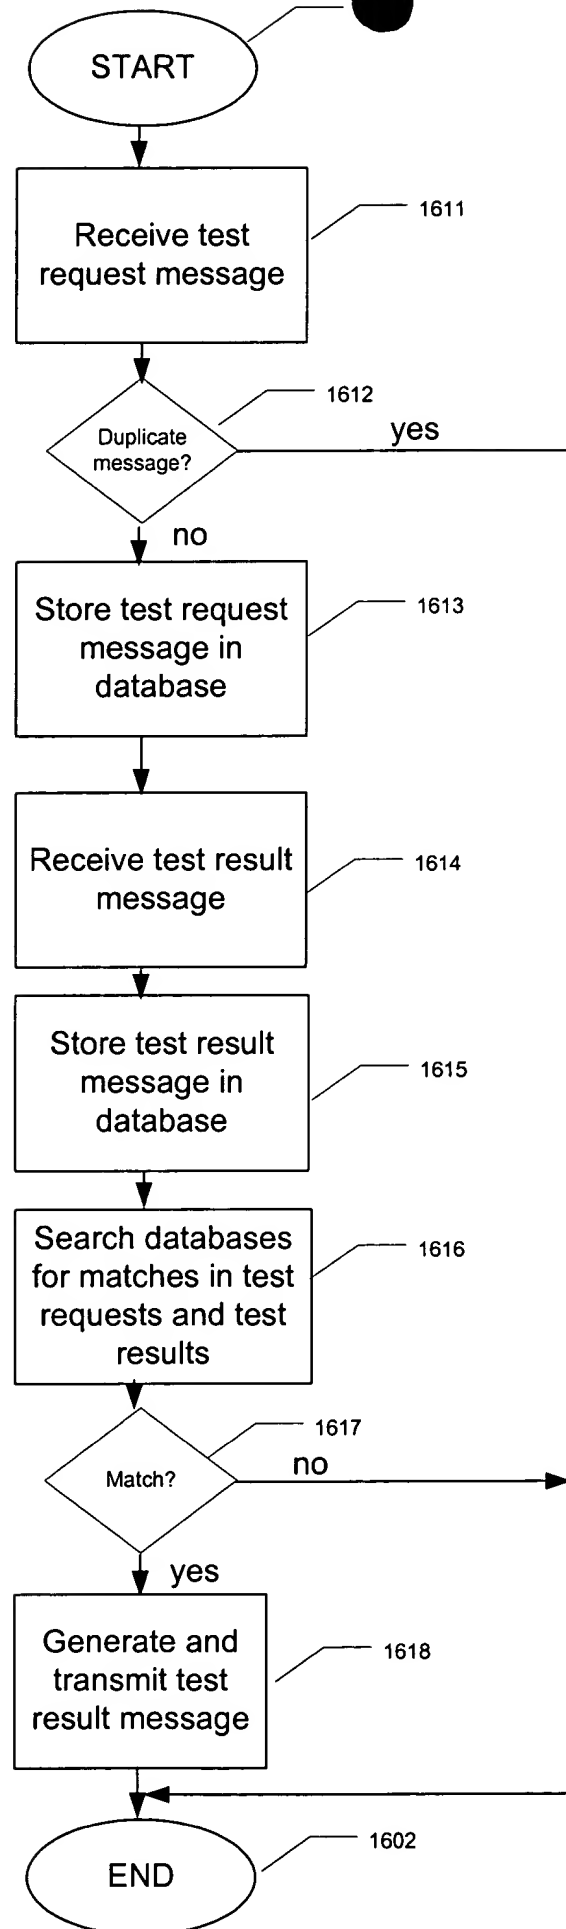 START
Receive test
request message
1611
1612
Duplicate
message?
yes
no
Store test request
message in
database
1613
Receive test result
message
1614
Store test result
message in
database
1615
Search databases
for matches in test
requests and test
results
1616
1617
Match?
no
yes
Generate and
transmit test
result message
1618
END
1602